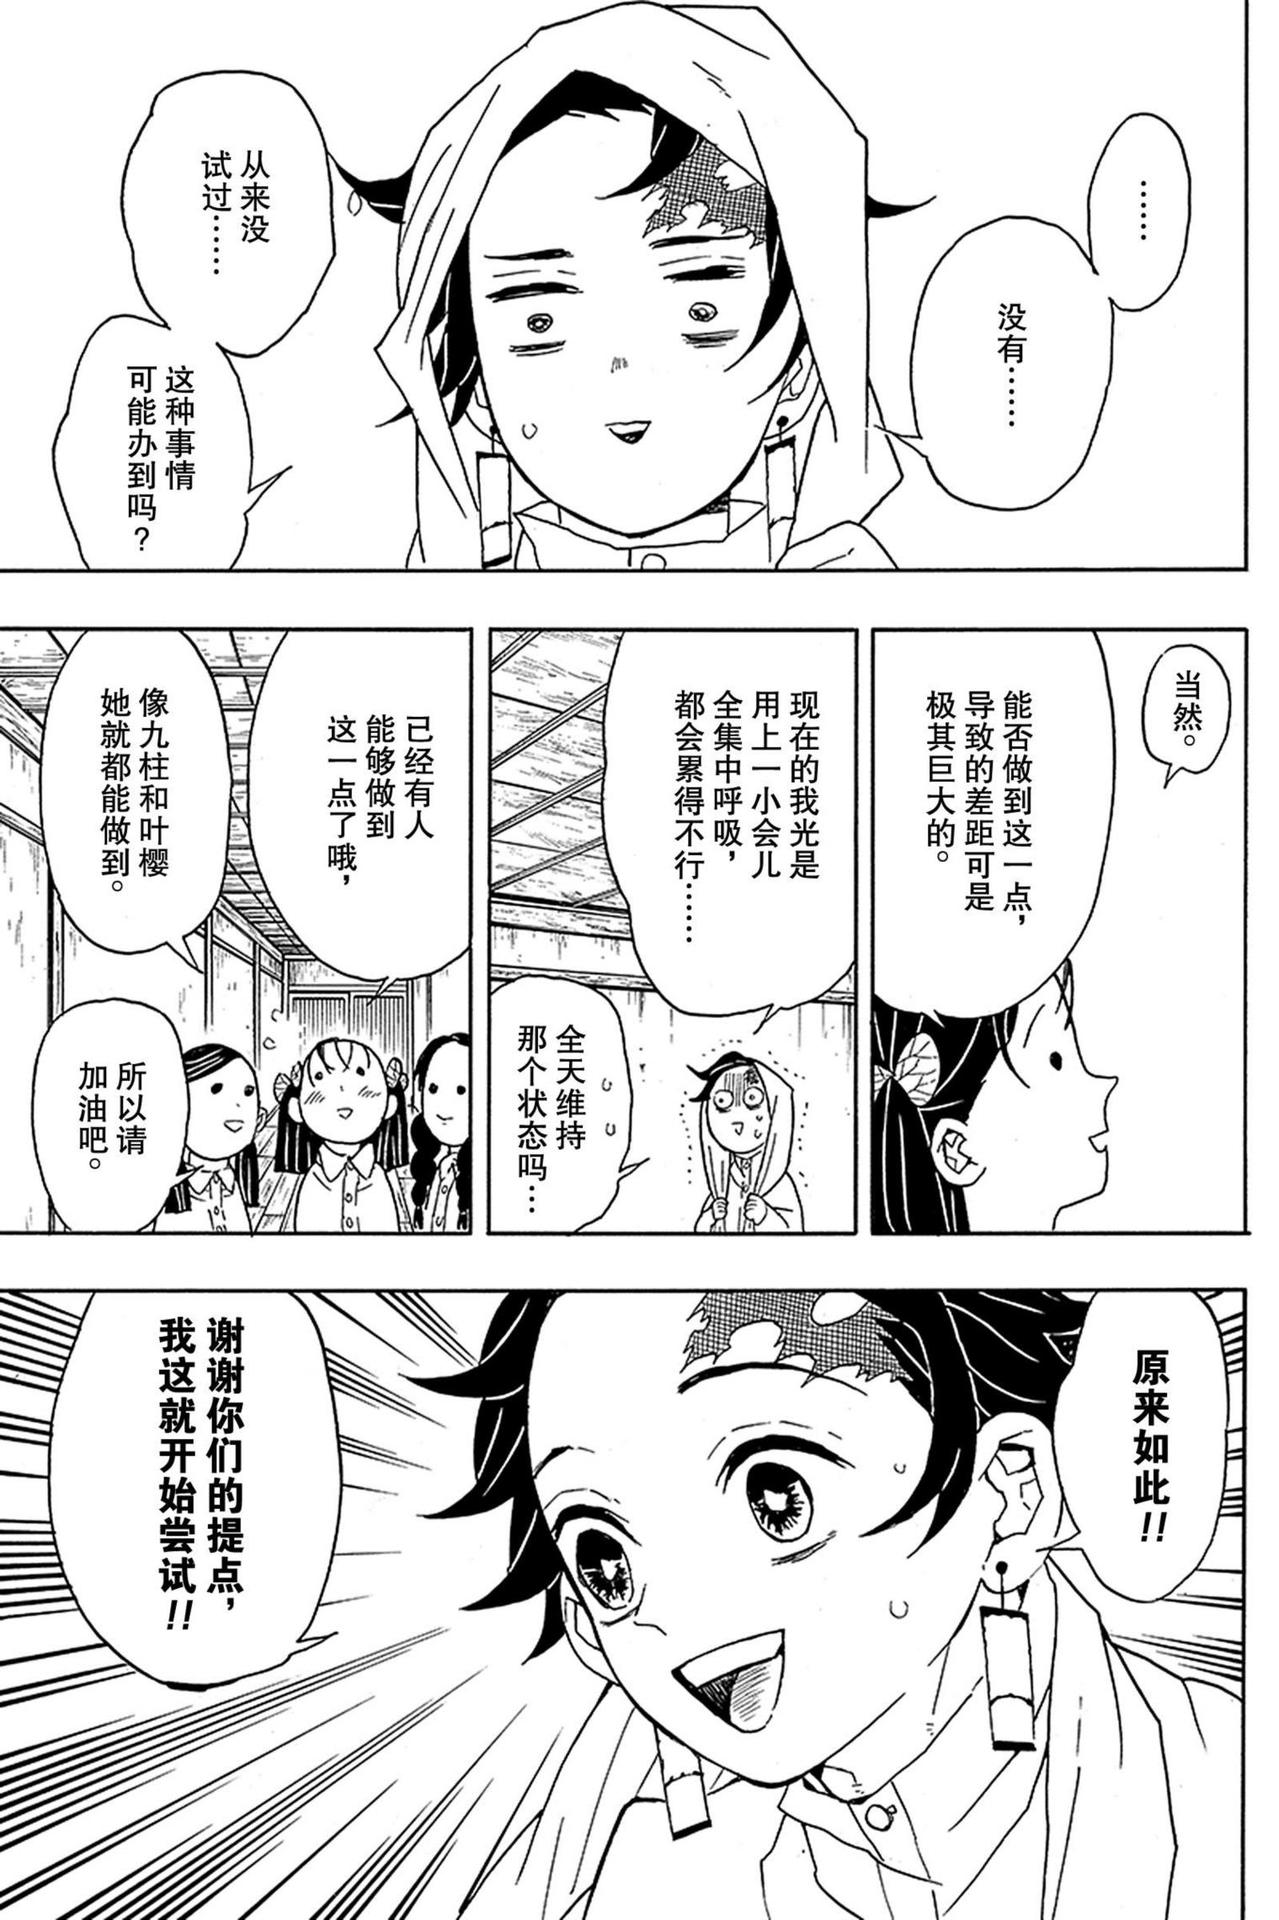 ……
没有……
从来没
试过……
这种事情
可能办到吗？
当然。
能否做到这一点，
导致的差距可是
极其巨大的。
现在的我光是
用上一小会儿
全集中呼吸，
都会累得不行……
全天维持
那个状态吗…
已经有人
能够做到
这一点了哦，
像九柱和叶樱
她就都能做到。
所以请
加油吧。
原来如此!!
谢谢你们的提点，
我这就开始尝试!!